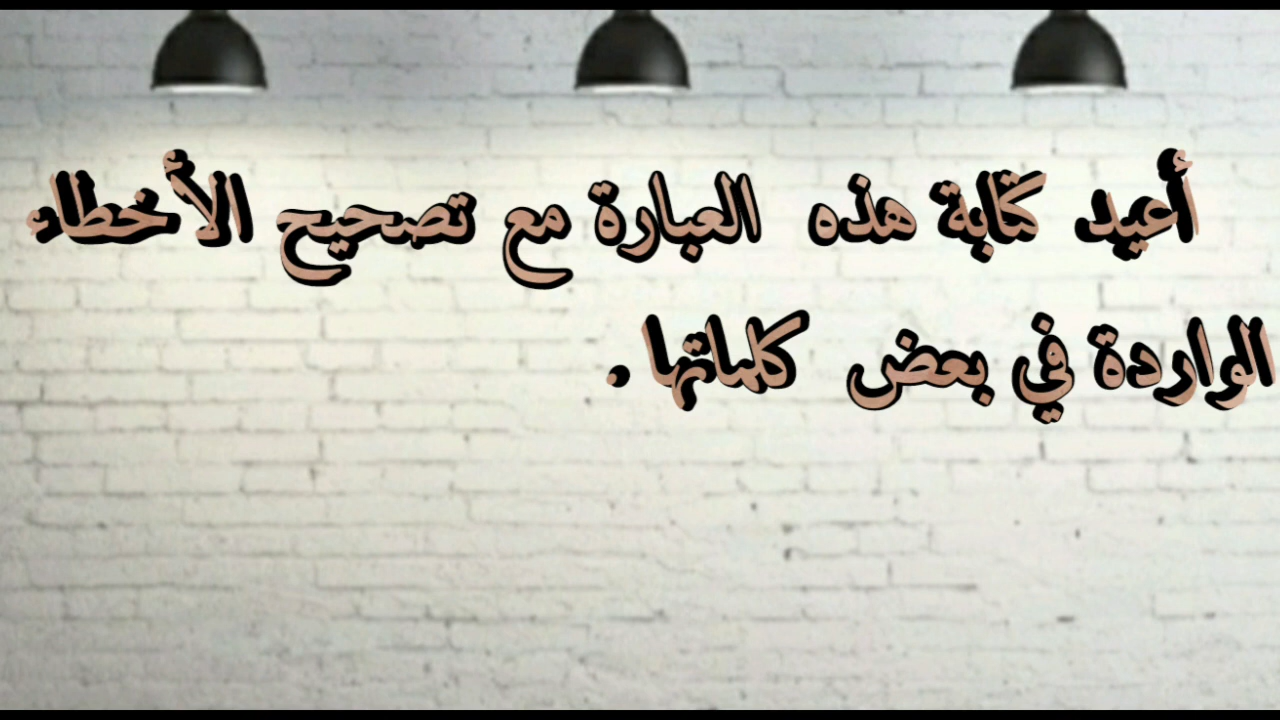 أعيد كتابة هذه العبارة مع تصحيح الأخطاء
الواردة في بعض كلماتها .